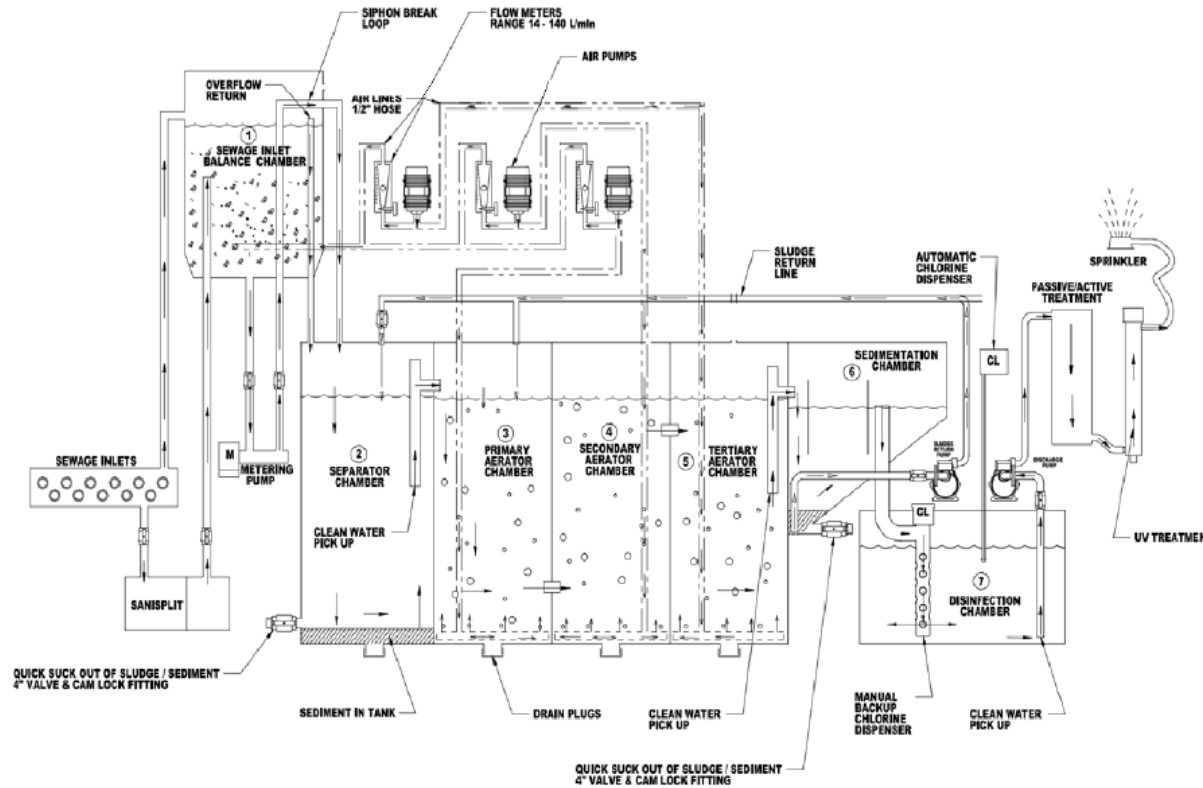 SIPHON BREAK
LOOP
FLOW METERS
RANGE 14 - 140 L/min
AIR PUMPS
OVERFLOW
RETURN
AIR LINES
1/2" HOSE
1
SEWAGE INLET
BALANCE CHAMBER
SLUDGE
RETURN
LINE
AUTOMATIC
CHLORINE
DISPENSER
SPRINKLER
PASSIVE/ACTIVE
TREATMENT
CL
SEDIMENTATION
CHAMBER
6
SEWAGE INLETS
M
METERING
PUMP
2
SEPARATOR
CHAMBER
3
PRIMARY
AERATOR
CHAMBER
4
SECONDARY
AERATOR
CHAMBER
5
TERTIARY
AERATOR
CHAMBER
SLUDGE
RETURN
PUMP
DISCHARGE
PUMP
CLEAN WATER
PICK UP
CL
UV TREATMEN
7
DISINFECTION
CHAMBER
SANISPLIT
QUICK SUCK OUT OF SLUDGE / SEDIMENT
4" VALVE & CAM LOCK FITTING
SEDIMENT IN TANK
DRAIN PLUGS
CLEAN WATER
PICK UP
MANUAL
BACKUP
CHLORINE
DISPENSER
CLEAN WATER
PICK UP
QUICK SUCK OUT OF SLUDGE / SEDIMENT
4" VALVE & CAM LOCK FITTING